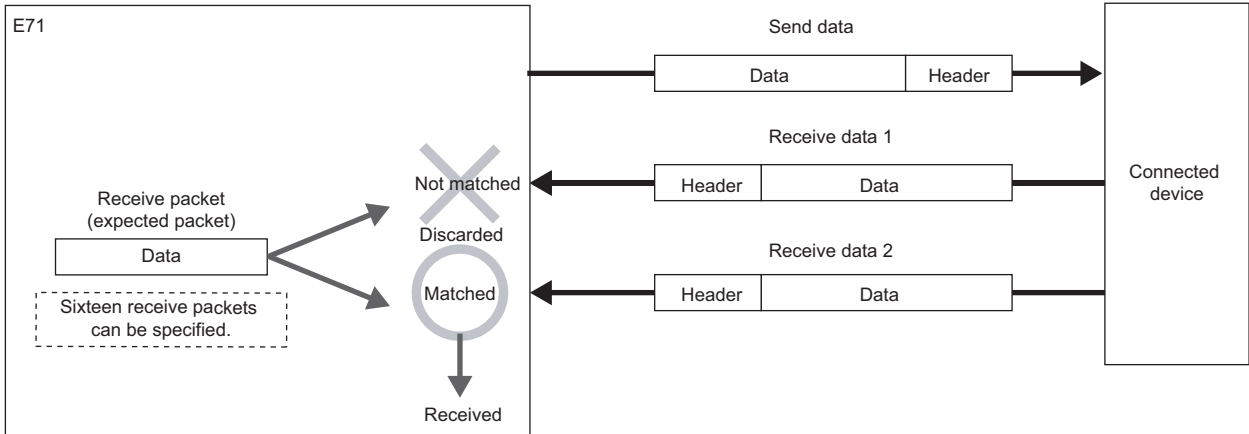 E71
Send data
Data
Header
Receive data 1
Not matched
Header
Data
Connected
device
Receive packet
(expected packet)
Data
Discarded
Receive data 2
Matched
Header
Data
Sixteen receive packets
can be specified.
Received